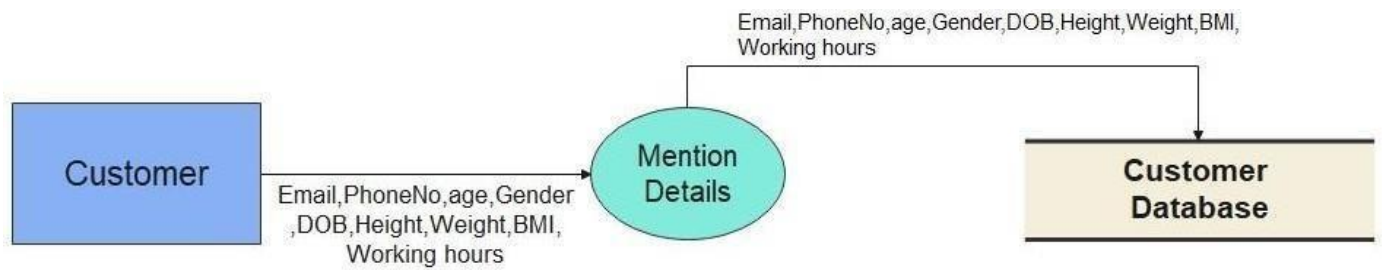 Email,PhoneNo,age,Gender,DOB,Height,Weight,BMI,
Working hours
Customer
Email,PhoneNo,age,Gender
,DOB,Height,Weight,BMI,
Working hours
Mention
Details
Customer
Database